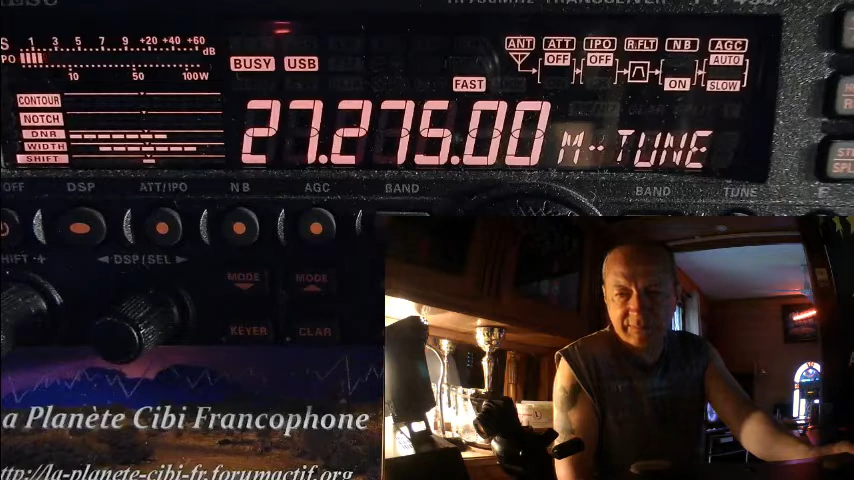 S 1 3 5 7 9 +20 +40 +60 dB
PO
10 50 100W
BUSY USB
FAST
ANT ATT IPO R.FLT NB AGC
OFF OFF AUTO
ON SLOW
CONTOUR
NOTCH
DNR
WIDTH
SHIFT
27.275.00 M-TUNE
OFF DSP ATT/IPO NB AGC BAND BAND TUNE
SHIFT + ◄ DSP/SEL ►
MODE MODE
KEYER CLAR
a Planète Cibi Francophone
ttp://la-planete-cibi-fr.forumactif.org